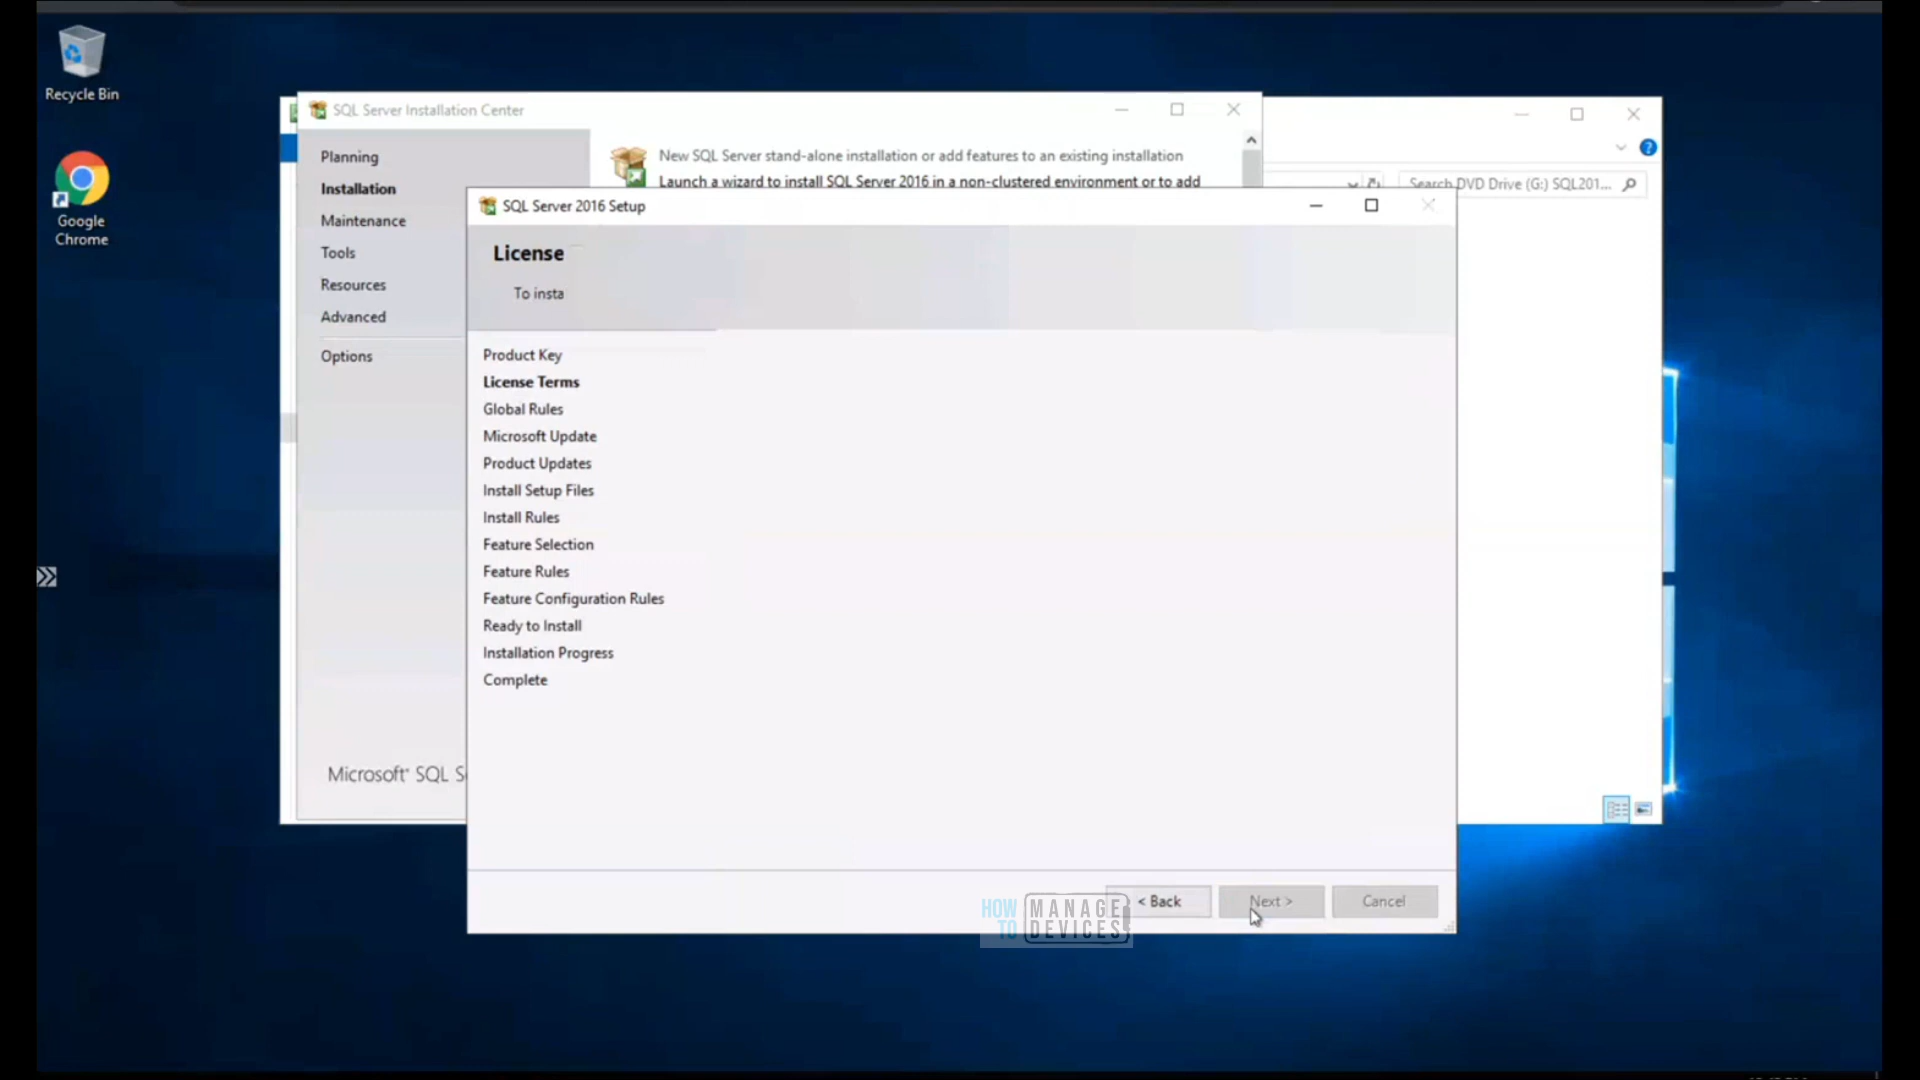 Recycle Bin
Google
Chrome
SQL Server Installation Center
Planning
Installation
Maintenance
Tools
Resources
Advanced
Options
Microsoft® SQL S
New SQL Server stand-alone installation or add features to an existing installation
Launch a wizard to install SQL Server 2016 in a non-clustered environment or to add
Search DVD Drive (G:) SQL201...
SQL Server 2016 Setup
License
To insta
Product Key
License Terms
Global Rules
Microsoft Update
Product Updates
Install Setup Files
Install Rules
Feature Selection
Feature Rules
Feature Configuration Rules
Ready to Install
Installation Progress
Complete
< Back
Next >
Cancel
HOW TO MANAGE DEVICES